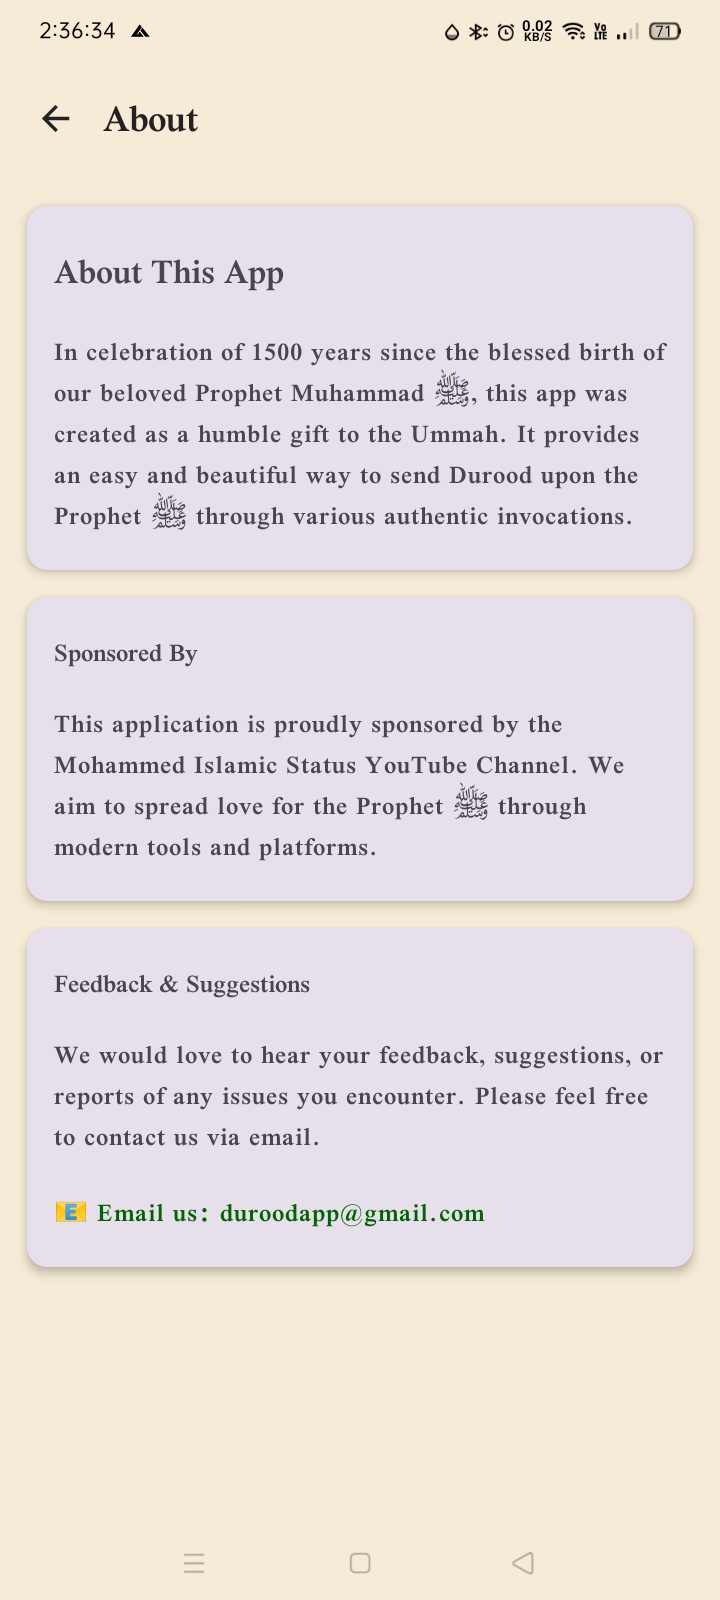 2:36:34
0.02
KB/S
Vo
LTE
71
About
About This App
In celebration of 1500 years since the blessed birth of
our beloved Prophet Muhammad ﷺ, this app was
created as a humble gift to the Ummah. It provides
an easy and beautiful way to send Durood upon the
Prophet ﷺ through various authentic invocations.
Sponsored By
This application is proudly sponsored by the
Mohammed Islamic Status YouTube Channel. We
aim to spread love for the Prophet ﷺ through
modern tools and platforms.
Feedback & Suggestions
We would love to hear your feedback, suggestions, or
reports of any issues you encounter. Please feel free
to contact us via email.
📧 Email us: duroodapp@gmail.com